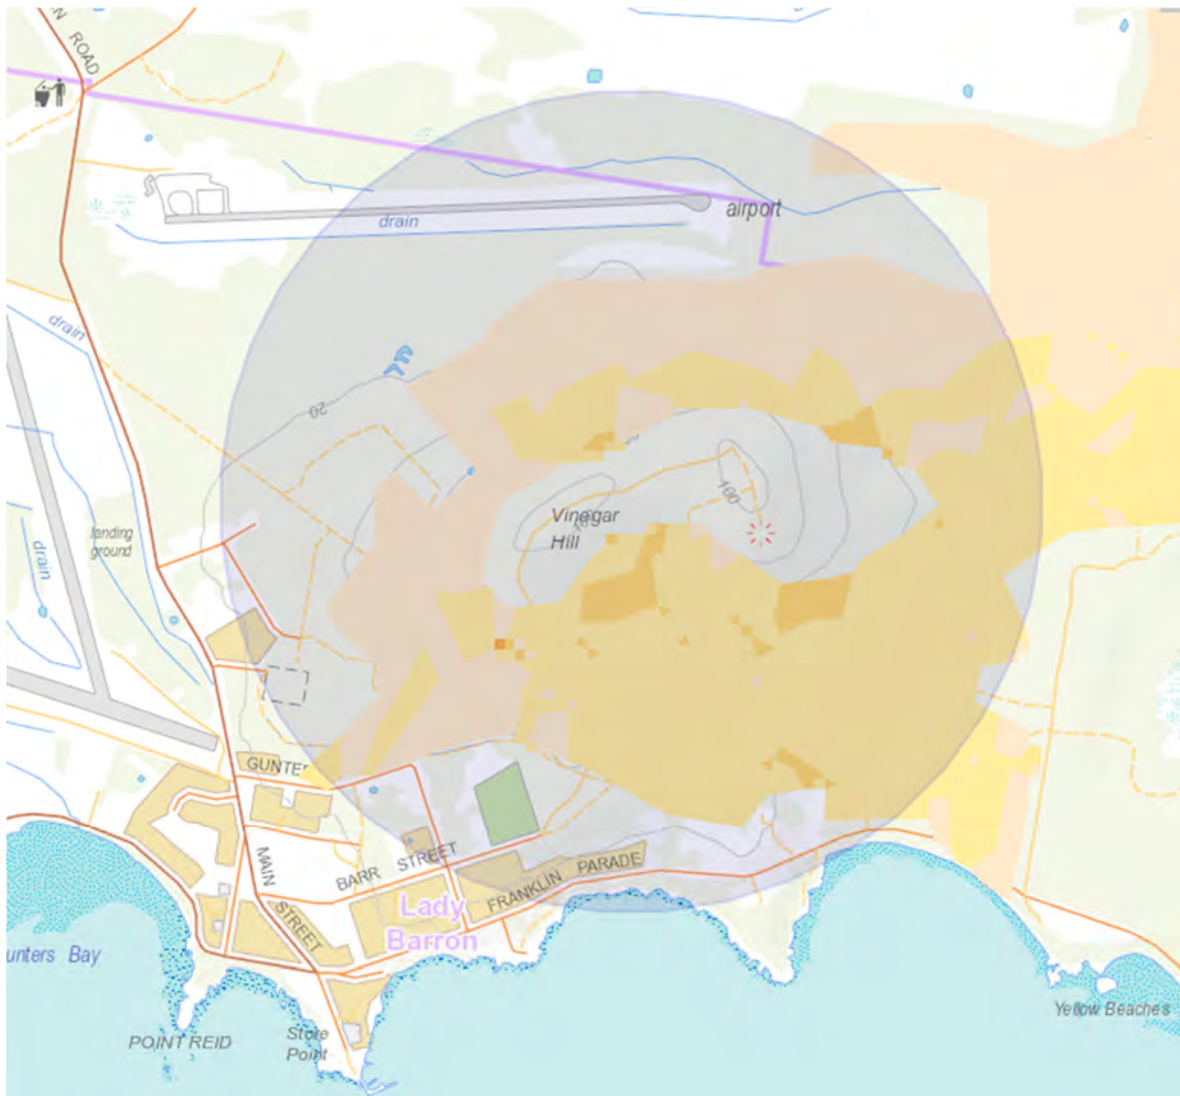 ROAD
airport
drain
drain
20
landing
ground
drain
Vinegar
Hill
100
GUNTE
MAIN
STREET
BARR STREET
FRANKLIN PARADE
Lady
Barron
unters Bay
POINT REID
Store
Point
Yellow Beaches